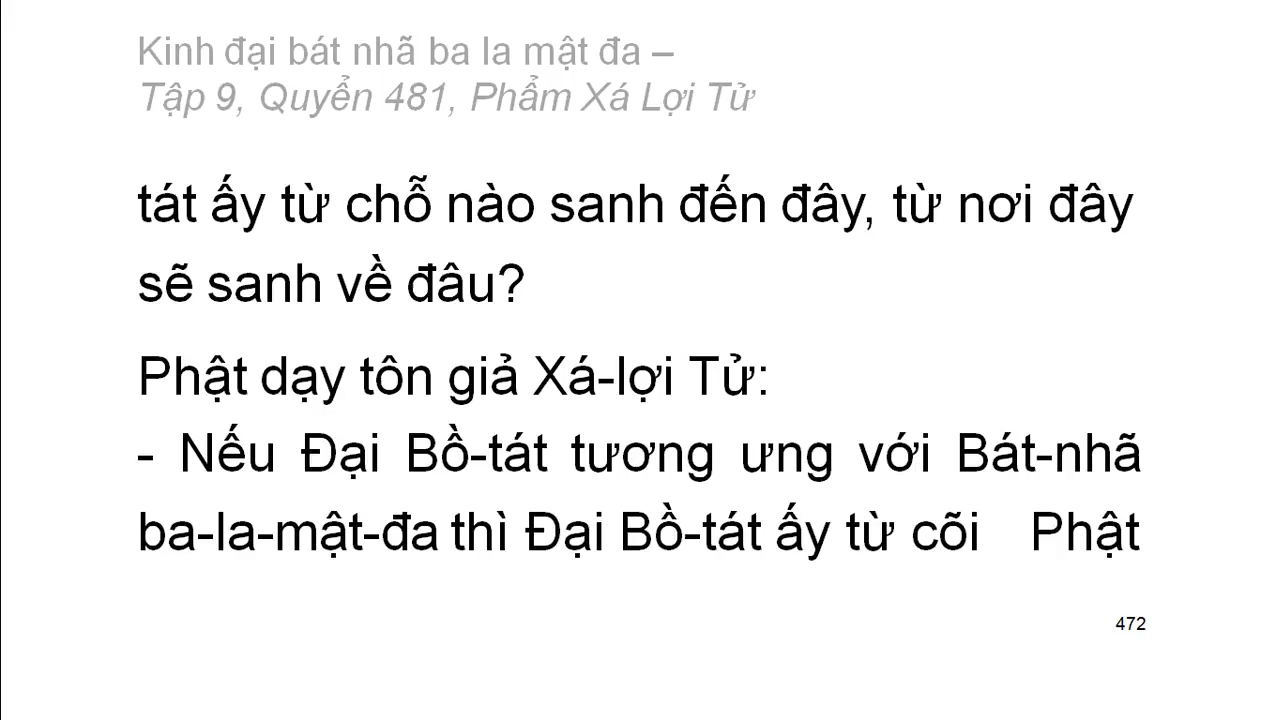 Kinh đại bát nhã ba la mật đa –
Tập 9, Quyển 481, Phẩm Xá Lợi Tử
tát ấy từ chỗ nào sanh đến đây, từ nơi đây
sẽ sanh về đâu?
Phật dạy tôn giả Xá-lợi Tử:
- Nếu Đại Bồ-tát tương ưng với Bát-nhã
ba-la-mật-đa thì Đại Bồ-tát ấy từ cõi Phật
472